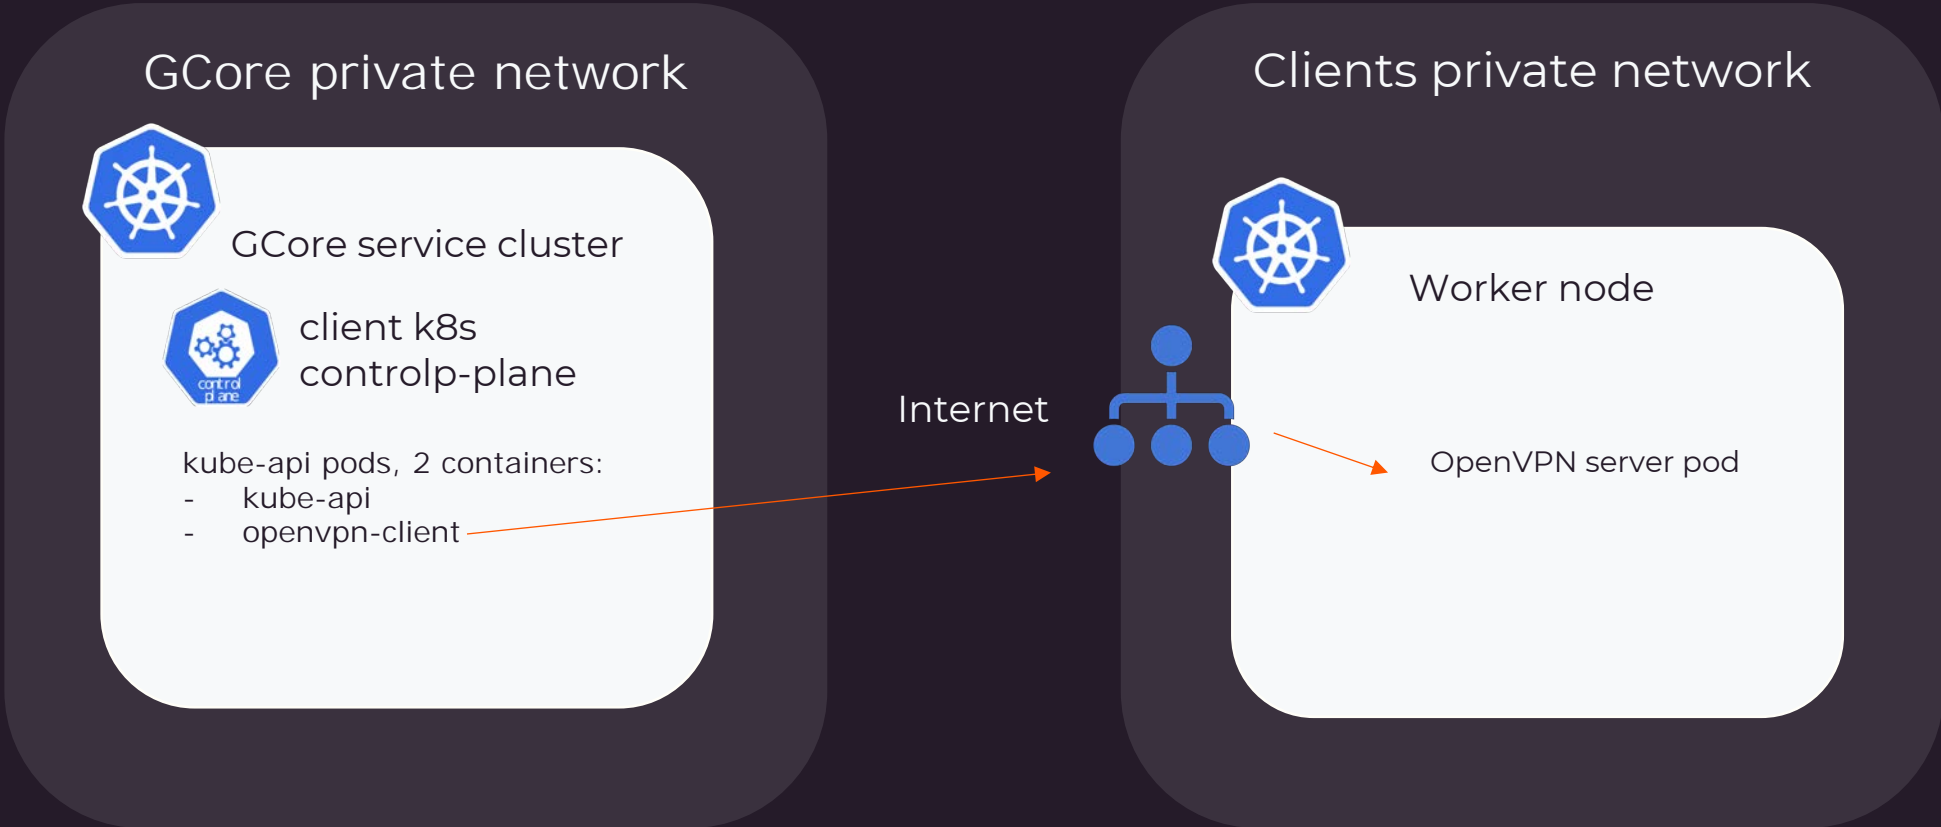 GCore private network
GCore service cluster
control
plane
client k8s
controlp-plane
kube-api pods, 2 containers:
- kube-api
- openvpn-client
Internet
Clients private network
Worker node
OpenVPN server pod